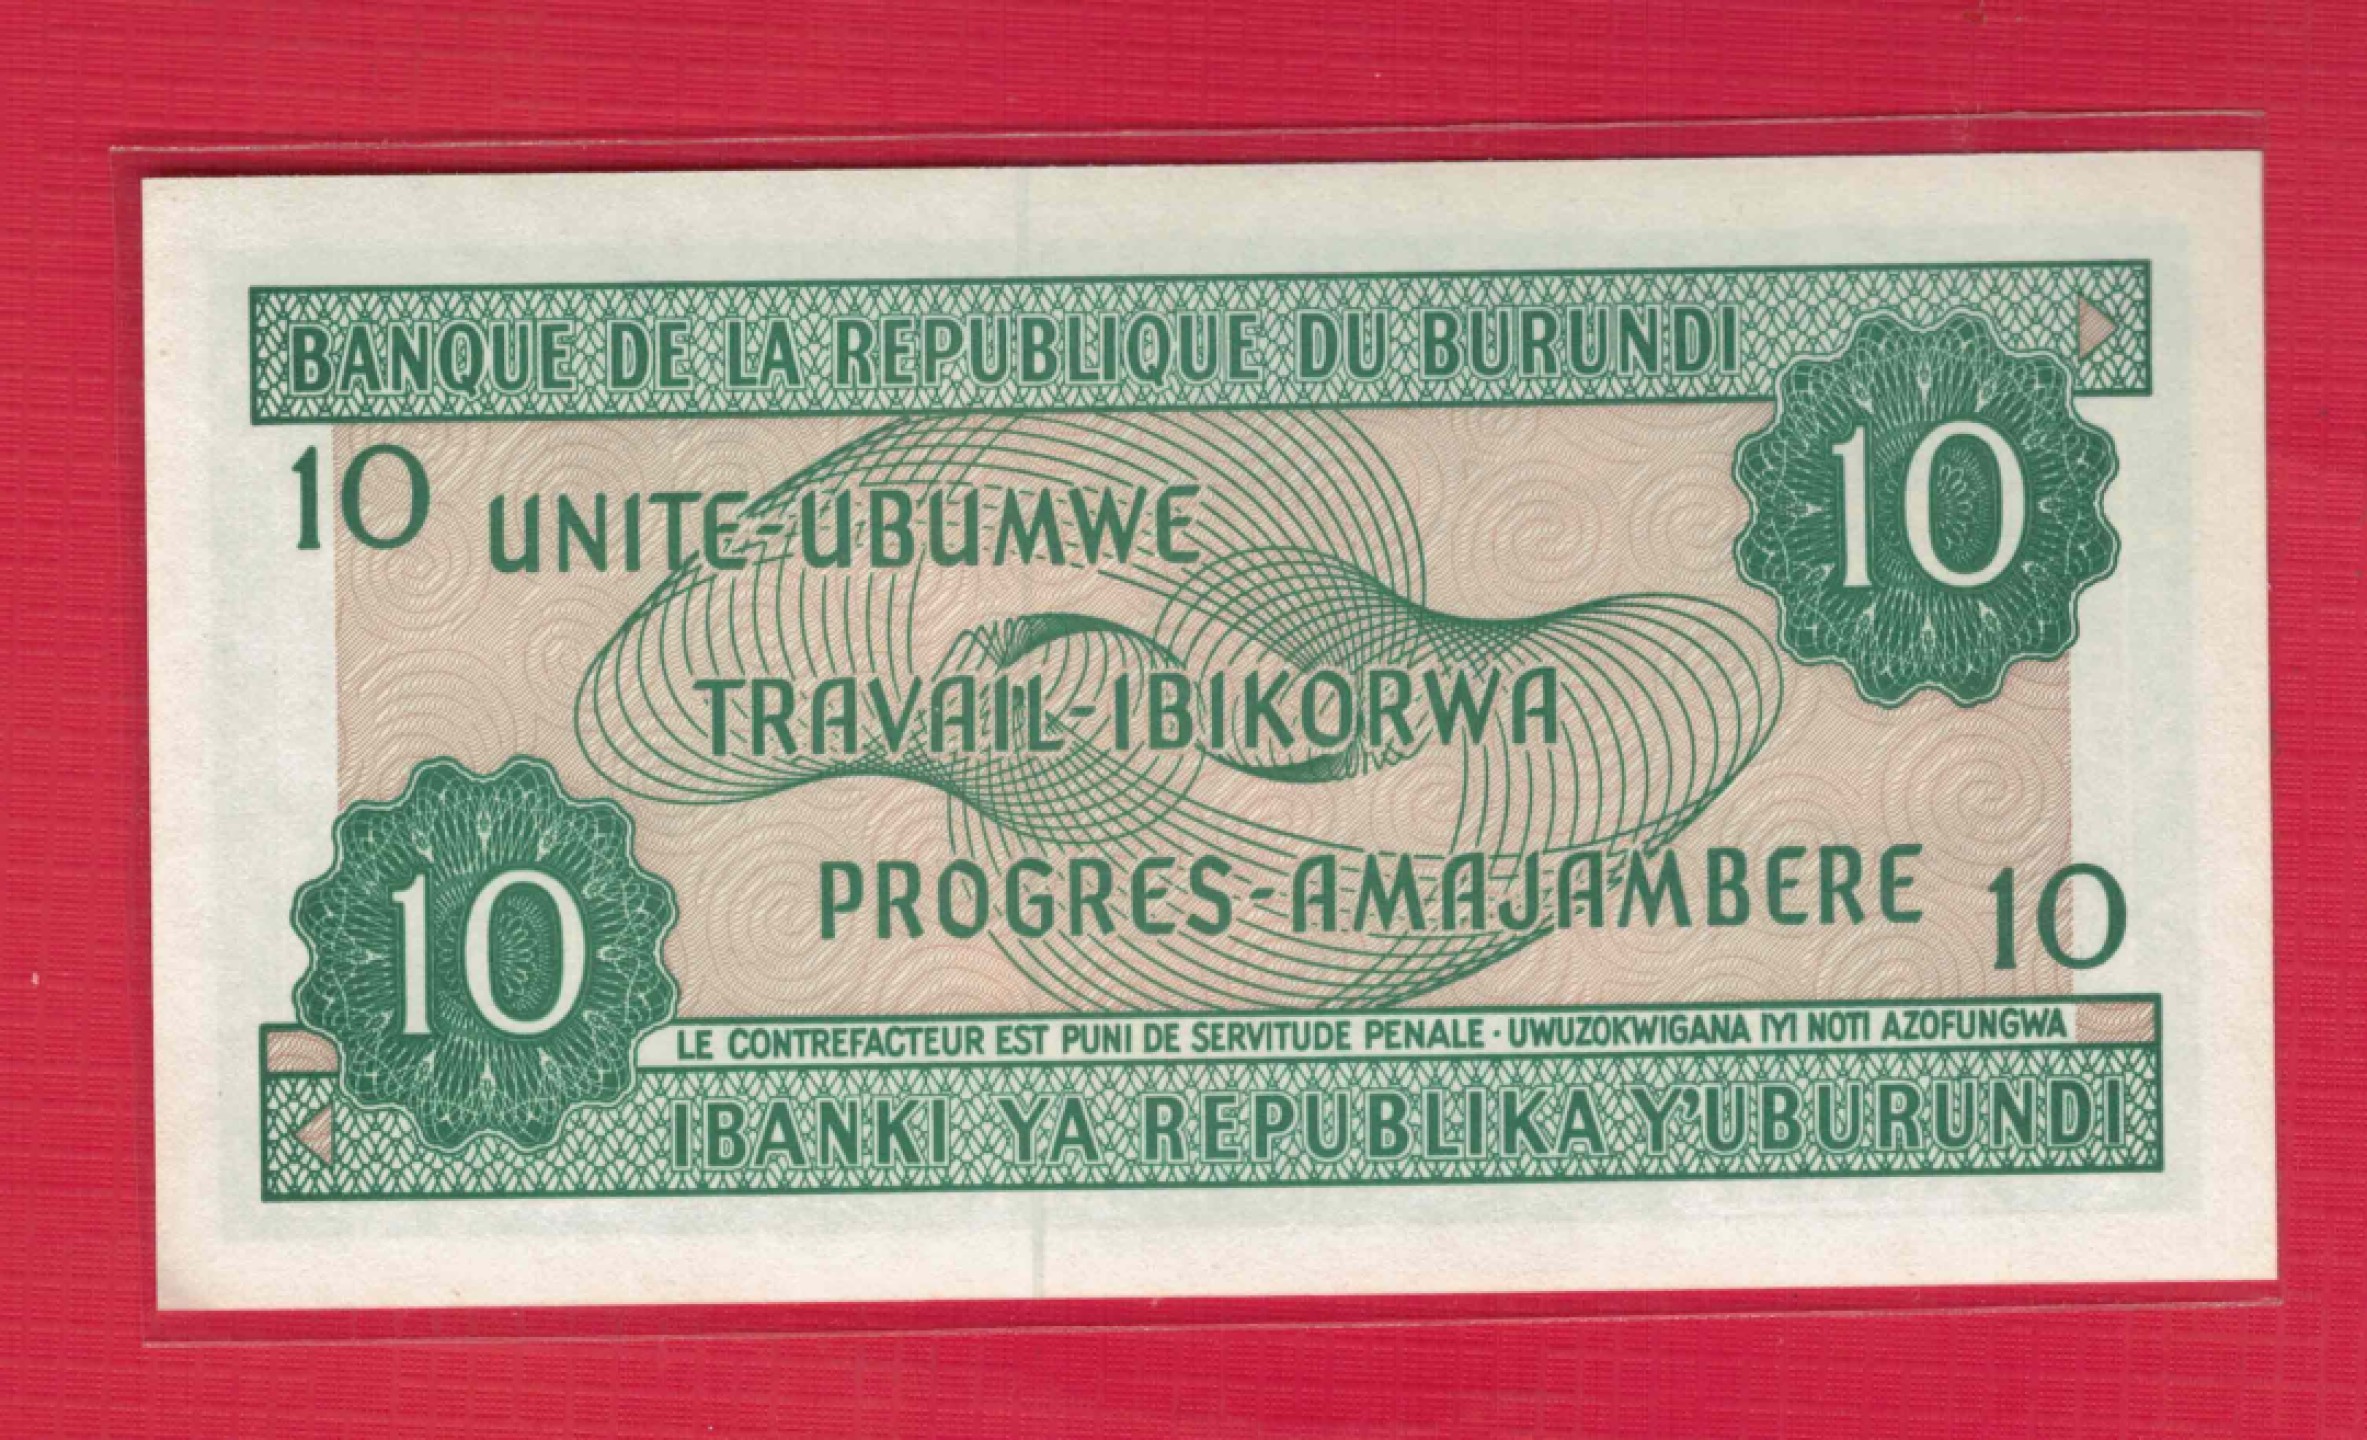 BANQUE DE LA REPUBLIQUE DU BURUNDI
10
10
UNITE-UBUMWE
TRAVAIL-IBIKORWA
PROGRES-AMAJAMBERE
10
10
LE CONTREFACTEUR EST PUNI DE SERVITUDE PENALE · UWUZOKWIGANA IYI NOTI AZOFUNGWA
IBANKI YA REPUBLIKA Y'UBURUNDI